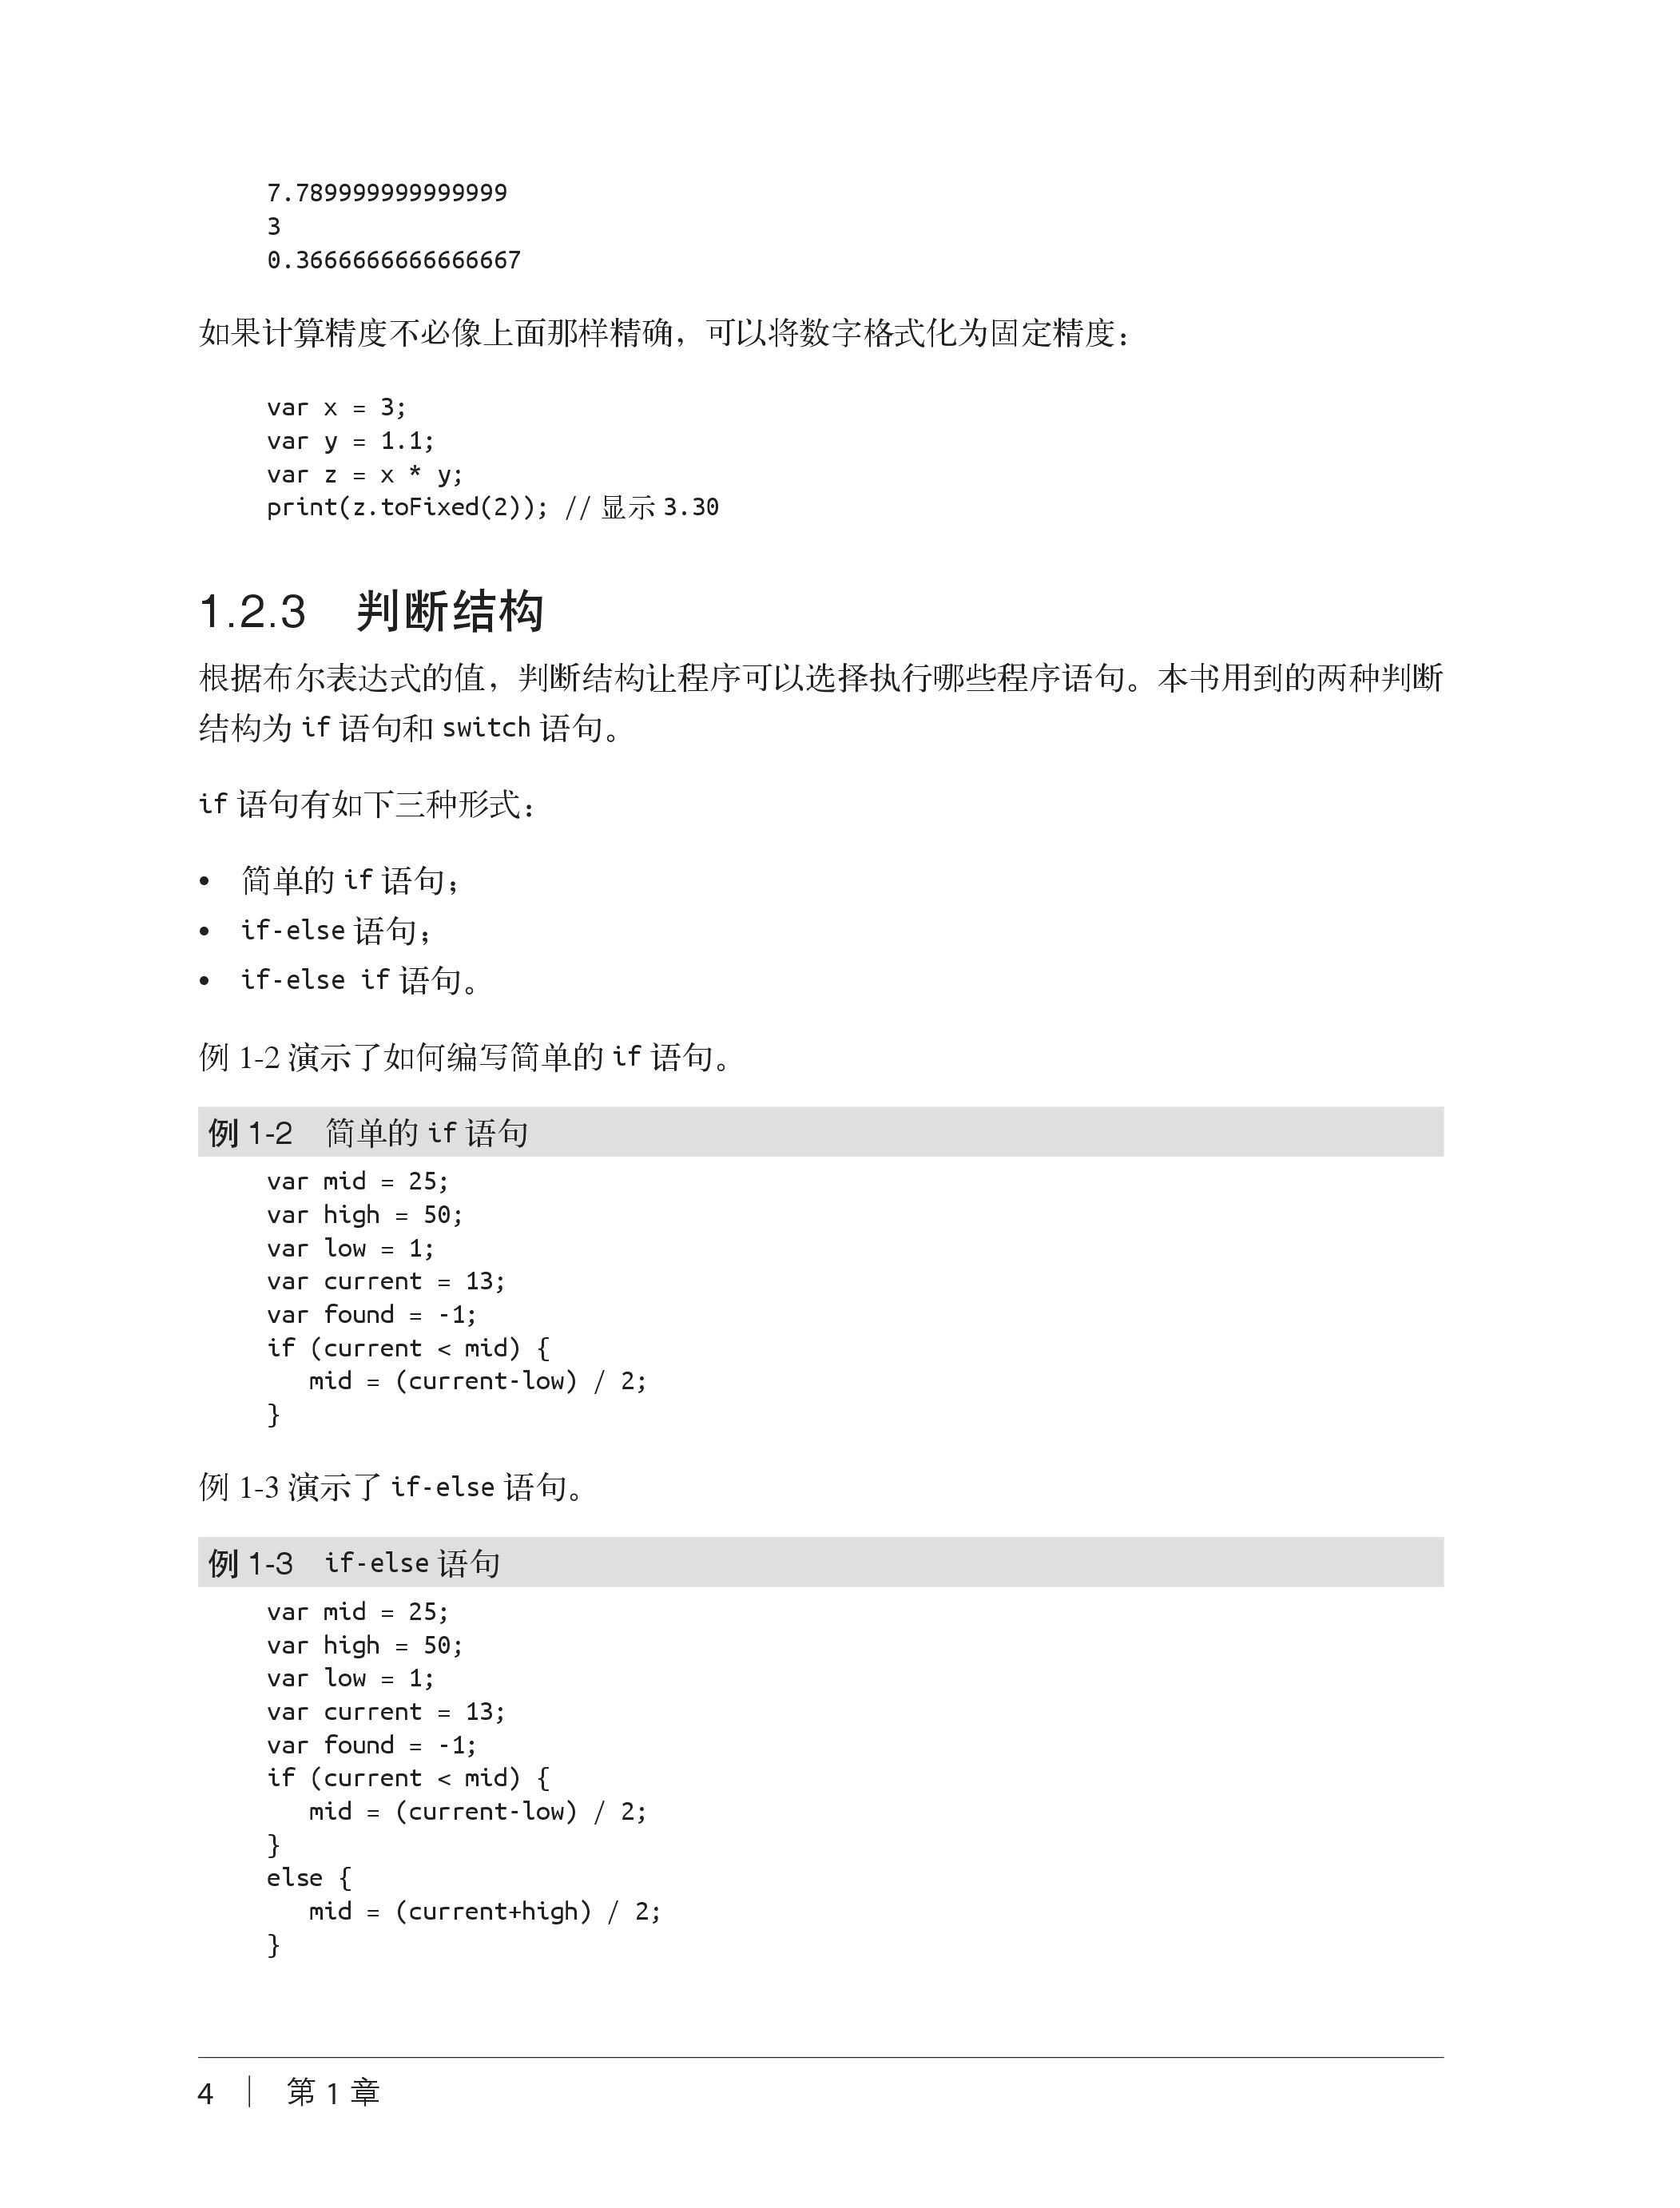 7.789999999999999
3
0.3666666666666667
如果计算精度不必像上面那样精确，可以将数字格式化为固定精度：
var x = 3;
var y = 1.1;
var z = x * y;
print(z.toFixed(2)); // 显示 3.30
1.2.3 判断结构
根据布尔表达式的值，判断结构让程序可以选择执行哪些程序语句。本书用到的两种判断
结构为 if 语句和 switch 语句。
if 语句有如下三种形式：
• 简单的 if 语句；
• if-else 语句；
• if-else if 语句。
例 1-2 演示了如何编写简单的 if 语句。
例 1-2 简单的 if 语句
var mid = 25;
var high = 50;
var low = 1;
var current = 13;
var found = -1;
if (current < mid) {
   mid = (current-low) / 2;
}
例 1-3 演示了 if-else 语句。
例 1-3 if-else 语句
var mid = 25;
var high = 50;
var low = 1;
var current = 13;
var found = -1;
if (current < mid) {
   mid = (current-low) / 2;
}
else {
   mid = (current+high) / 2;
}
4 | 第 1 章